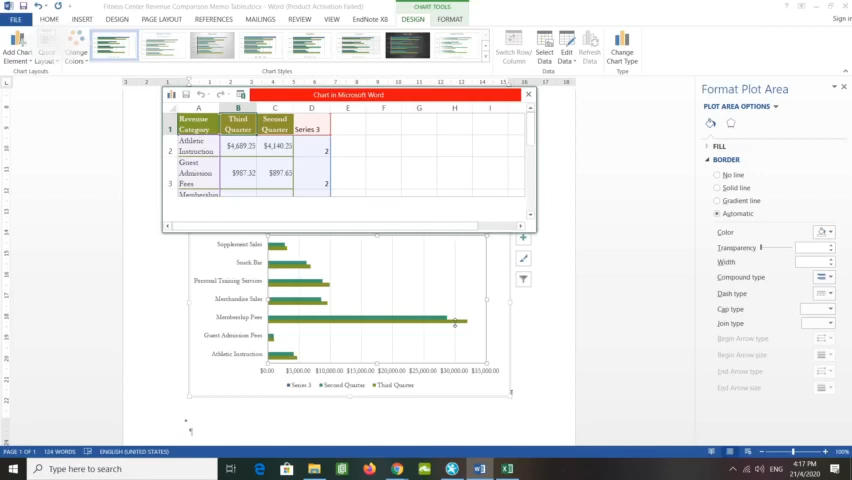 Fitness Center Revenue Comparison Memo Tables.docx - Word (Product Activation Failed)
CHART TOOLS
FILE HOME INSERT DESIGN PAGE LAYOUT REFERENCES MAILINGS REVIEW VIEW EndNote X8 DESIGN FORMAT Sign in
Add Chart Element
Quick Layout
Change Colors
Switch Row/ Column
Select Data
Edit Data
Refresh Data
Change Chart Type
Chart Layouts Chart Styles Data Type
Chart in Microsoft Word
A B C D E F G H I
1 Revenue Category Third Quarter Second Quarter Series 3
2 Athletic Instruction $4,689.25 $4,140.25 2
3 Guest Admission Fees $987.32 $897.65 2
Membership
Supplement Sales
Snack Bar
Personal Training Services
Merchandise Sales
Membership Fees
Guest Admission Fees
Athletic Instruction
$0.00 $5,000.00 $10,000.00 $15,000.00 $20,000.00 $25,000.00 $30,000.00 $35,000.00
Series 3 Second Quarter Third Quarter
Format Plot Area
PLOT AREA OPTIONS
FILL
BORDER
No line
Solid line
Gradient line
Automatic
Color
Transparency
Width
Compound type
Dash type
Cap type
Join type
Begin Arrow type
Begin Arrow size
End Arrow type
End Arrow size
PAGE 1 OF 1 124 WORDS ENGLISH (UNITED STATES) 100%
Type here to search
ENG
4:17 PM
21/4/2020